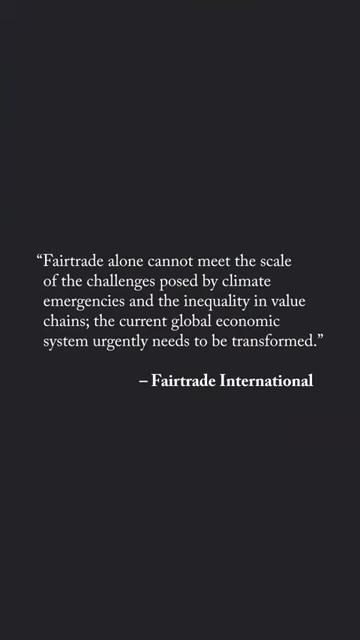 “Fairtrade alone cannot meet the scale
of the challenges posed by climate
emergencies and the inequality in value
chains; the current global economic
system urgently needs to be transformed.”
– Fairtrade International